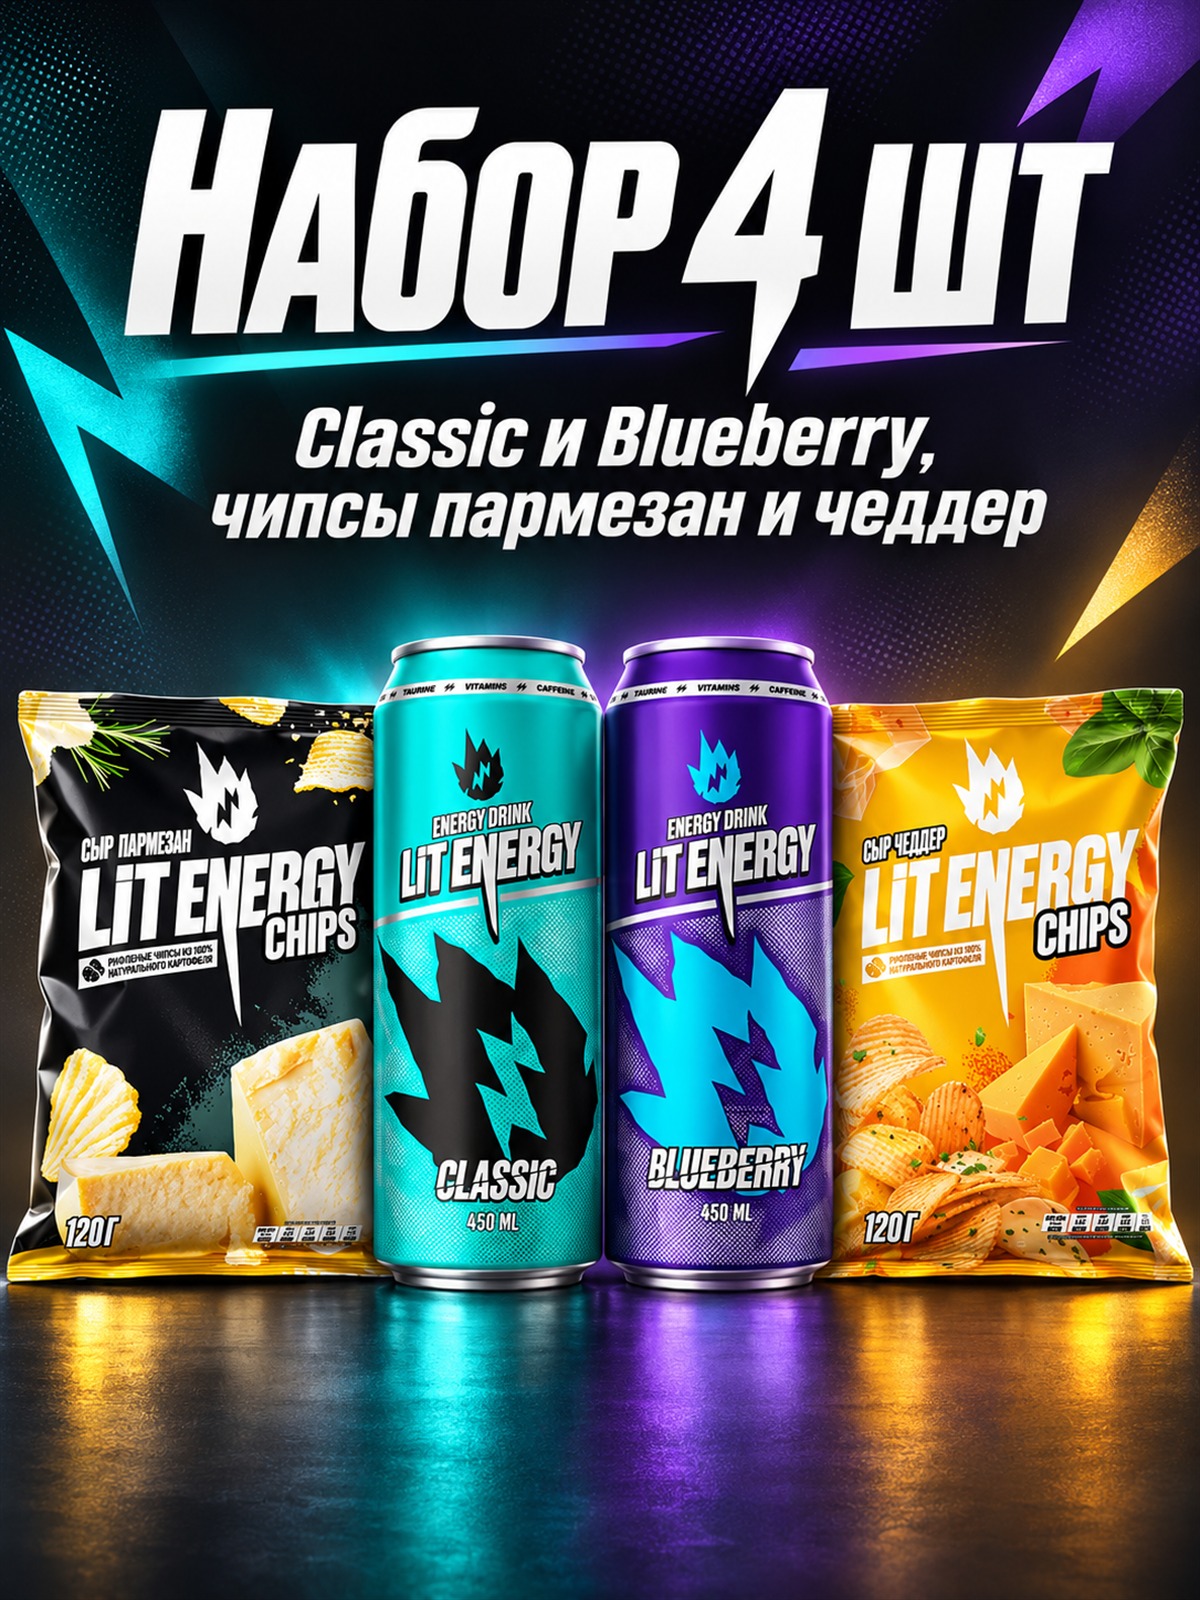 Набор 4 шт
Classic и Blueberry,
чипсы пармезан и чеддер
СЫР ПАРМЕЗАН
LIT ENERGY
CHIPS
РИФЛЕНЫЕ ЧИПСЫ ИЗ 100%
НАТУРАЛЬНОГО КАРТОФЕЛЯ
120Г
TAURINE VITAMINS CAFFEINE
ENERGY DRINK
LIT ENERGY
CLASSIC
450 ML
TAURINE VITAMINS CAFFEINE
ENERGY DRINK
LIT ENERGY
BLUEBERRY
450 ML
СЫР ЧЕДДЕР
LIT ENERGY
CHIPS
РИФЛЕНЫЕ ЧИПСЫ ИЗ 100%
НАТУРАЛЬНОГО КАРТОФЕЛЯ
120Г